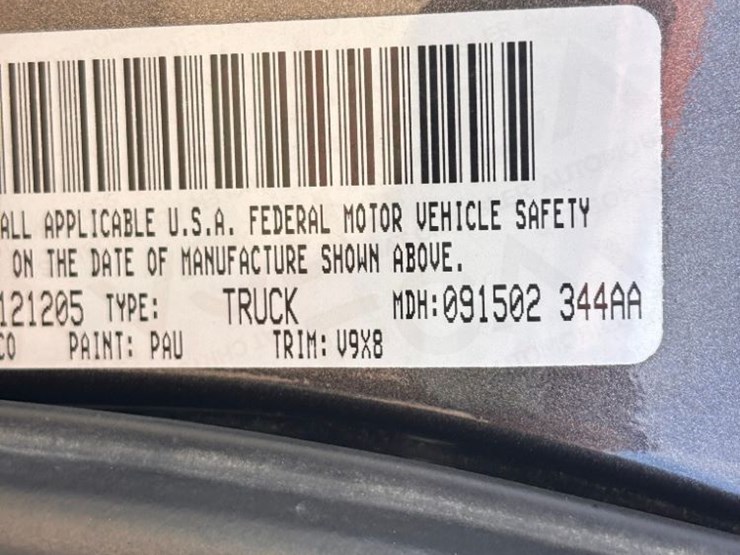 ALL APPLICABLE U.S.A. FEDERAL MOTOR VEHICLE SAFETY
ON THE DATE OF MANUFACTURE SHOWN ABOVE.
121205 TYPE: TRUCK MDH:091502 344AA
CO PAINT: PAU TRIM: V9X8